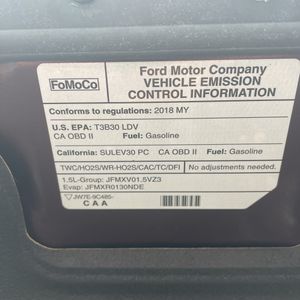 FoMoCo
Ford Motor Company
VEHICLE EMISSION
CONTROL INFORMATION
Conforms to regulations: 2018 MY
U.S. EPA: T3B30 LDV
CA OBD II Fuel: Gasoline
California: SULEV30 PC CA OBD II Fuel: Gasoline
TWC/HO2S/WR-HO2S/CAC/TC/DFI No adjustments needed.
1.5L-Group: JFMXV01.5VZ3
Evap: JFMXR0130NDE
JW7E-9C485-
CAA